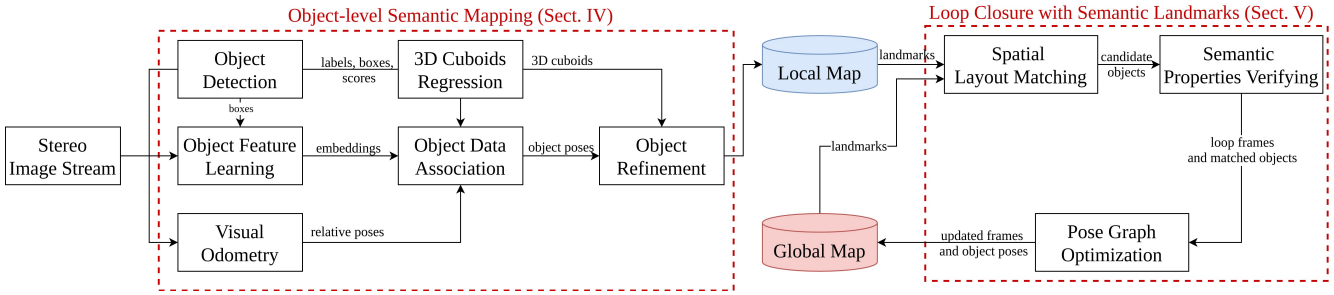 Object-level Semantic Mapping (Sect. IV)
Loop Closure with Semantic Landmarks (Sect. V)
Stereo
Image Stream
Object
Detection
boxes
Object Feature
Learning
Visual
Odometry
labels, boxes,
scores
embeddings
relative poses
3D Cuboids
Regression
Object Data
Association
3D cuboids
object poses
Object
Refinement
Local Map
landmarks
landmarks
Global Map
Spatial
Layout Matching
candidate
objects
Semantic
Properties Verifying
loop frames
and matched objects
Pose Graph
Optimization
updated frames
and object poses